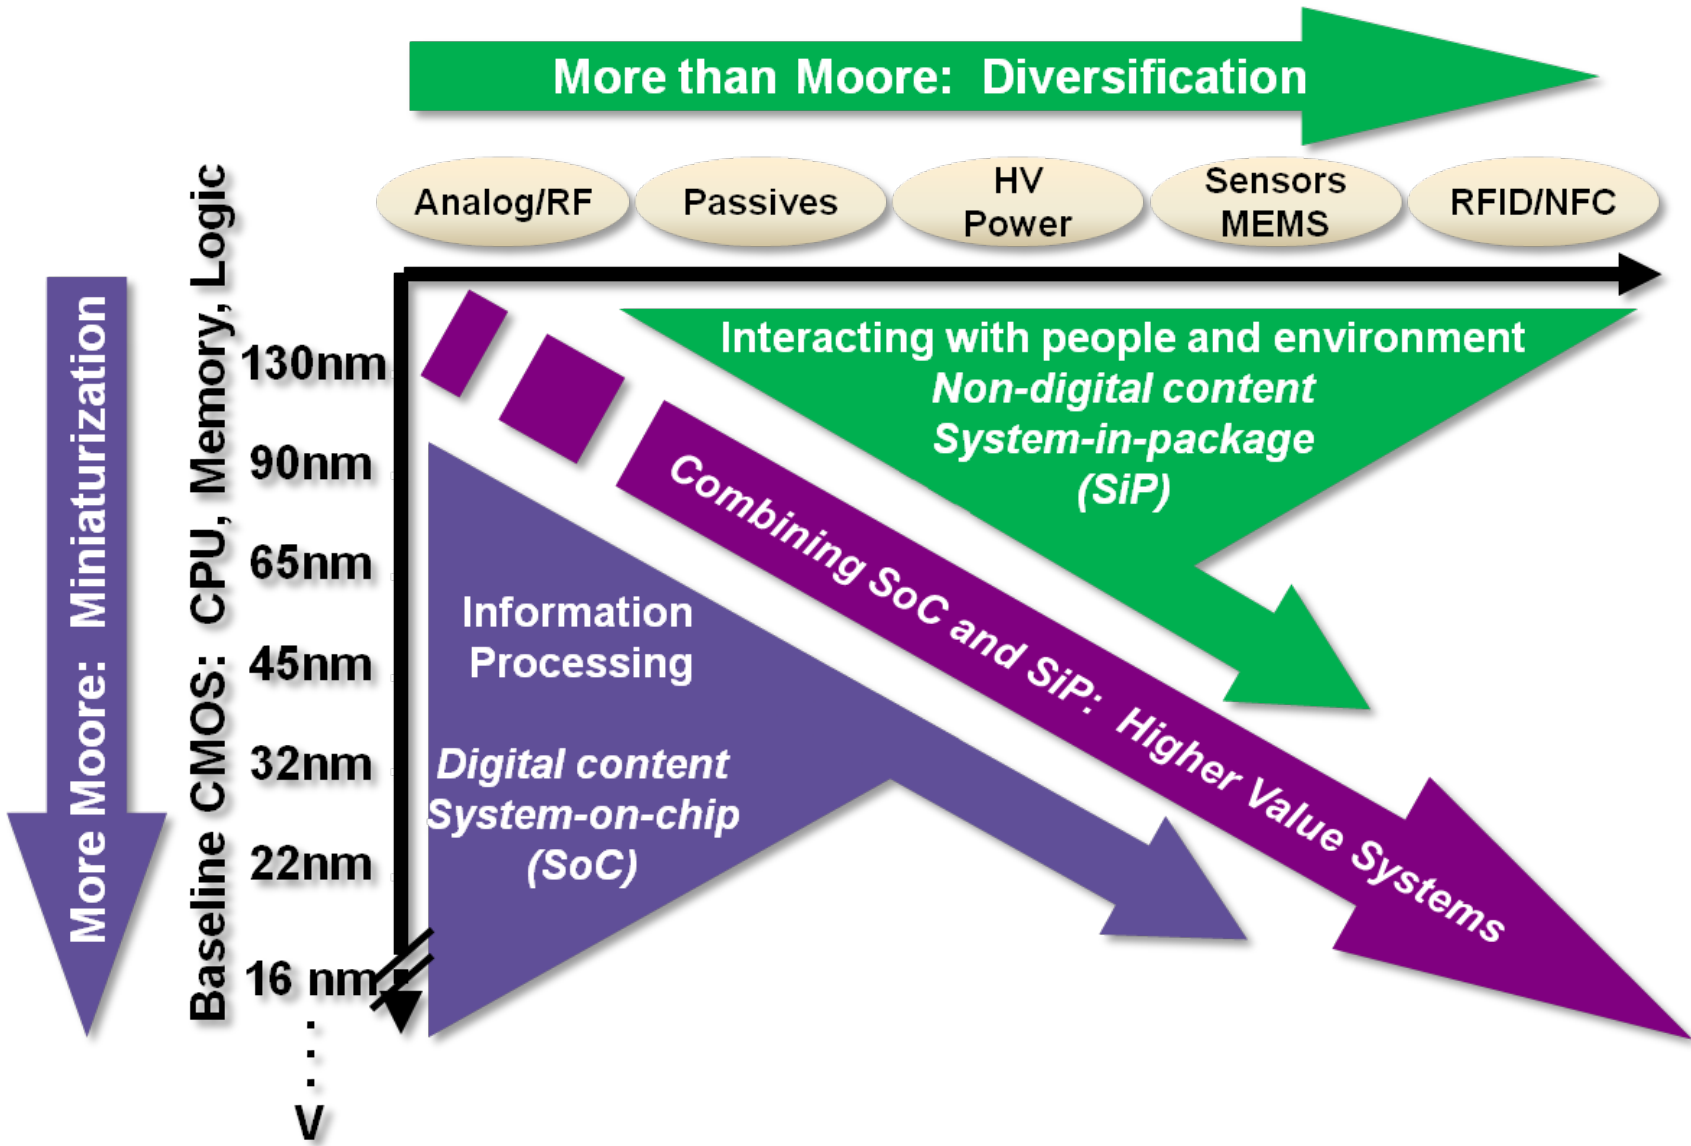 More than Moore: Diversification
Analog/RF
Passives
HV
Power
Sensors
MEMS
RFID/NFC
More Moore: Miniaturization
Baseline CMOS: CPU, Memory, Logic
130nm
90nm
65nm
45nm
32nm
22nm
16 nm
.
.
.
V
Interacting with people and environment
Non-digital content
System-in-package
(SiP)
Combining SoC and SiP: Higher Value Systems
Information
Processing
Digital content
System-on-chip
(SoC)